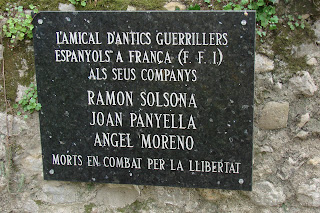 L'AMICAL D'ANTICS GUERRILLERS
ESPANYOLS A FRANÇA (F. F. I)
ALS SEUS COMPANYS
RAMON SOLSONA
JOAN PANYELLA
ANGEL MORENO
MORTS EN COMBAT PER LA LLIBERTAT